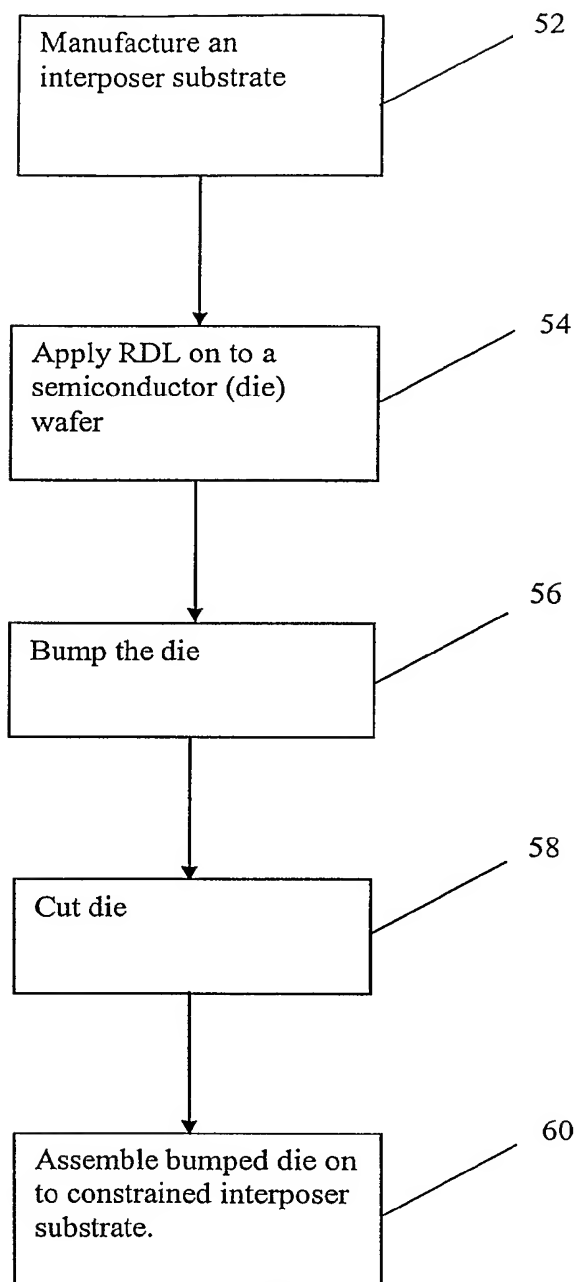 52
Manufacture an
interposer substrate
54
Apply RDL on to a
semiconductor (die)
wafer
56
Bump the die
58
Cut die
60
Assemble bumped die on
to constrained interposer
substrate.